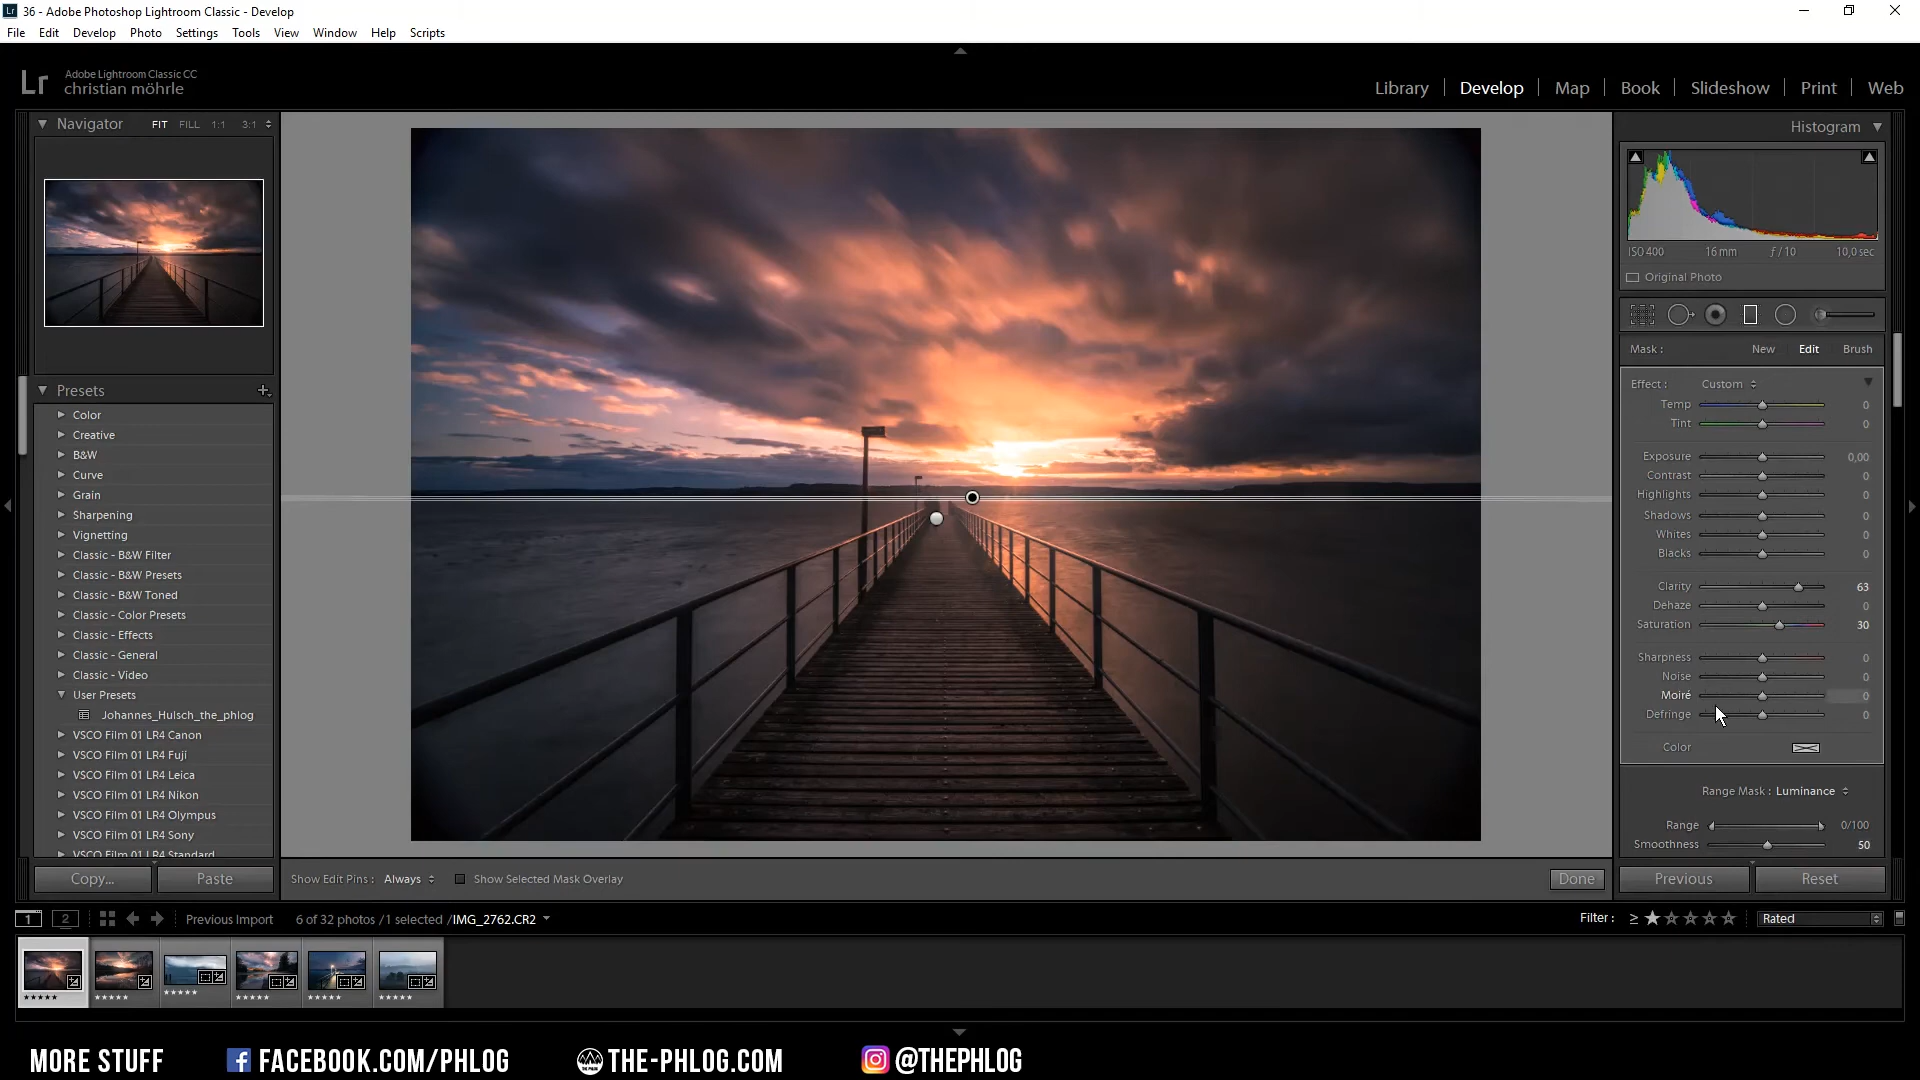 36 - Adobe Photoshop Lightroom Classic - Develop
File Edit Develop Photo Settings Tools View Window Help Scripts
Lr Adobe Lightroom Classic CC
christian möhrle
Library Develop Map Book Slideshow Print Web
Navigator FIT FILL 1:1 3:1
Histogram
ISO 400 16 mm ƒ / 10 10,0 sec
Original Photo
Mask : New Edit Brush
Effect : Custom
Temp 0
Tint 0
Exposure 0,00
Contrast 0
Highlights 0
Shadows 0
Whites 0
Blacks 0
Clarity 63
Dehaze 0
Saturation 30
Sharpness 0
Noise 0
Moiré 0
Defringe 0
Color
Range Mask : Luminance
Range 0/100
Smoothness 50
Presets
Color
Creative
B&W
Curve
Grain
Sharpening
Vignetting
Classic - B&W Filter
Classic - B&W Presets
Classic - B&W Toned
Classic - Color Presets
Classic - Effects
Classic - General
Classic - Video
User Presets
Johannes_Hulsch_the_phlog
VSCO Film 01 LR4 Canon
VSCO Film 01 LR4 Fuji
VSCO Film 01 LR4 Leica
VSCO Film 01 LR4 Nikon
VSCO Film 01 LR4 Olympus
VSCO Film 01 LR4 Sony
VSCO Film 01 LR4 Standard
Copy... Paste
Show Edit Pins : Always Show Selected Mask Overlay Done
Previous Reset
1 2 Previous Import 6 of 32 photos / 1 selected / IMG_2762.CR2 Filter : ≥ Rated
MORE STUFF FACEBOOK.COM/PHLOG THE-PHLOG.COM @THEPHLOG